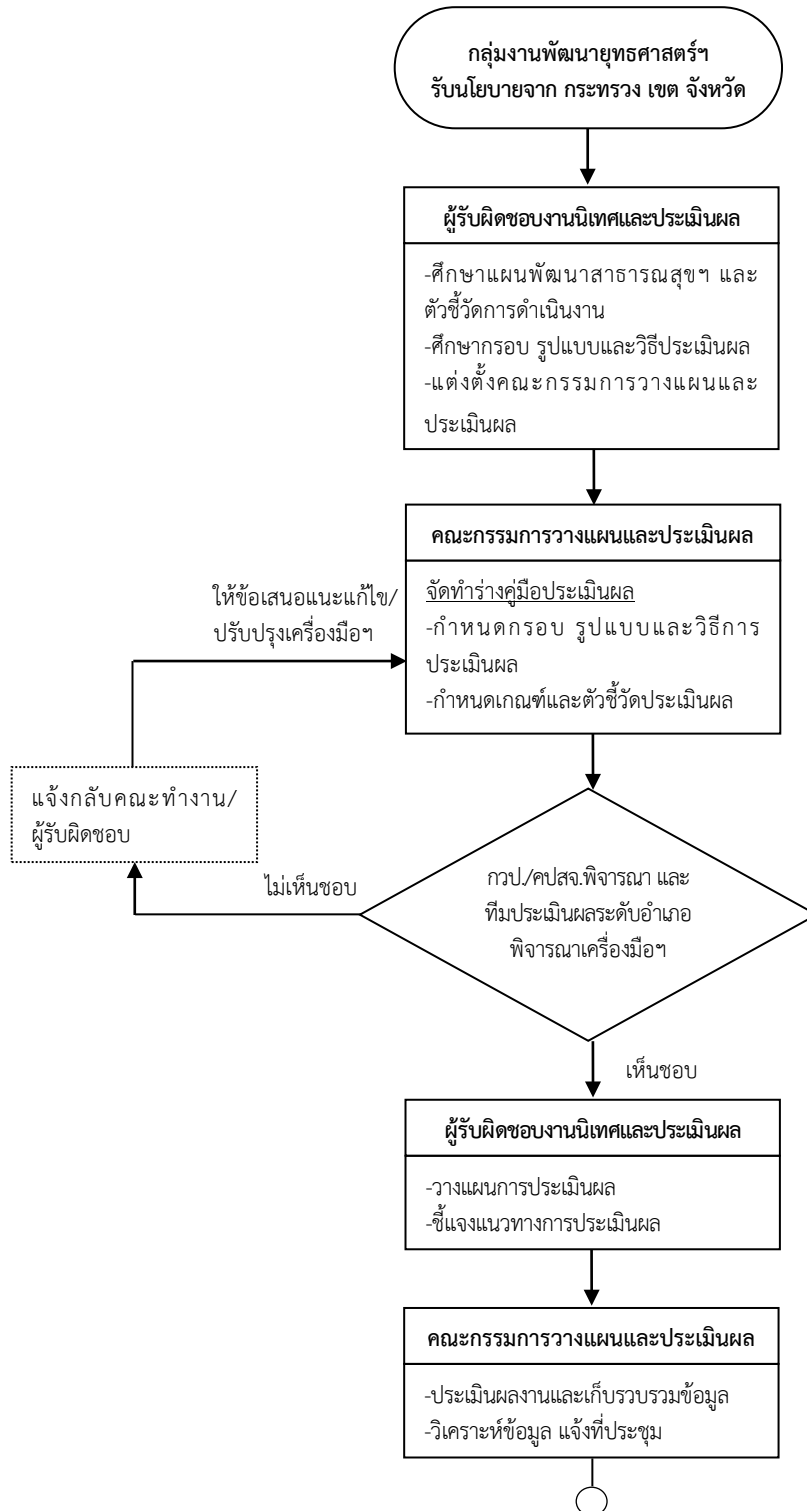 กลุ่มงานพัฒนายุทธศาสตร์ฯ
รับนโยบายจาก กระทรวง เขต จังหวัด
ผู้รับผิดชอบงานนิเทศและประเมินผล
-ศึกษาแผนพัฒนาสาธารณสุขฯ และ
ตัวชี้วัดการดำเนินงาน
-ศึกษากรอบ รูปแบบและวิธีประเมินผล
-แต่งตั้งคณะกรรมการวางแผนและ
ประเมินผล
คณะกรรมการวางแผนและประเมินผล
จัดทำร่างคู่มือประเมินผล
-กำหนดกรอบ รูปแบบและวิธีการ
ประเมินผล
-กำหนดเกณฑ์และตัวชี้วัดประเมินผล
ให้ข้อเสนอแนะแก้ไข/
ปรับปรุงเครื่องมือฯ
แจ้งกลับคณะทำงาน/
ผู้รับผิดชอบ
ไม่เห็นชอบ
กวป./คปสจ.พิจารณา และ
ทีมประเมินผลระดับอำเภอ
พิจารณาเครื่องมือฯ
เห็นชอบ
ผู้รับผิดชอบงานนิเทศและประเมินผล
-วางแผนการประเมินผล
-ชี้แจงแนวทางการประเมินผล
คณะกรรมการวางแผนและประเมินผล
-ประเมินผลงานและเก็บรวบรวมข้อมูล
-วิเคราะห์ข้อมูล แจ้งที่ประชุม